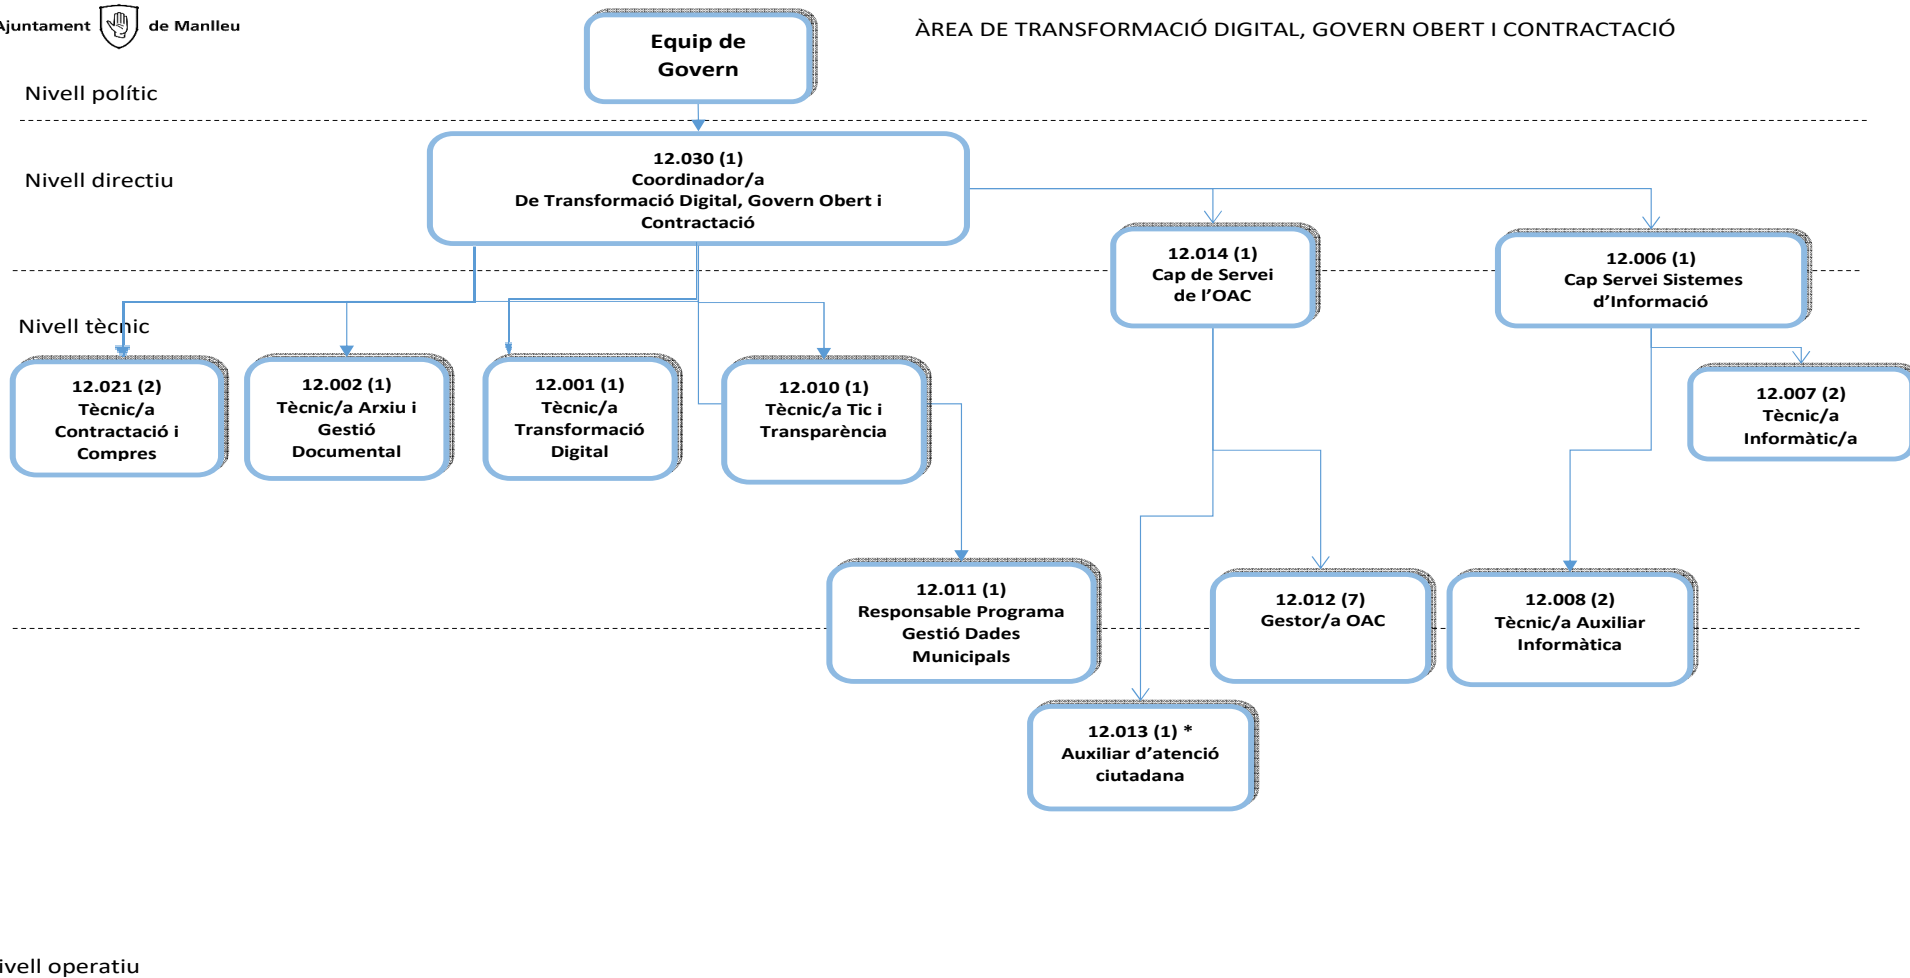 Ajuntament de Manlleu
ÀREA DE TRANSFORMACIÓ DIGITAL, GOVERN OBERT I CONTRACTACIÓ
Equip de
Govern
Nivell polític
Nivell directiu
12.030 (1)
Coordinador/a
De Transformació Digital, Govern Obert i
Contractació
12.014 (1)
Cap de Servei
de l’OAC
12.006 (1)
Cap Servei Sistemes
d’Informació
Nivell tècnic
12.021 (2)
Tècnic/a
Contractació i
Compres
12.002 (1)
Tècnic/a Arxiu i
Gestió
Documental
12.001 (1)
Tècnic/a
Transformació
Digital
12.010 (1)
Tècnic/a Tic i
Transparència
12.007 (2)
Tècnic/a
Informàtic/a
12.011 (1)
Responsable Programa
Gestió Dades
Municipals
12.012 (7)
Gestor/a OAC
12.008 (2)
Tècnic/a Auxiliar
Informàtica
12.013 (1) *
Auxiliar d’atenció
ciutadana
ivell operatiu